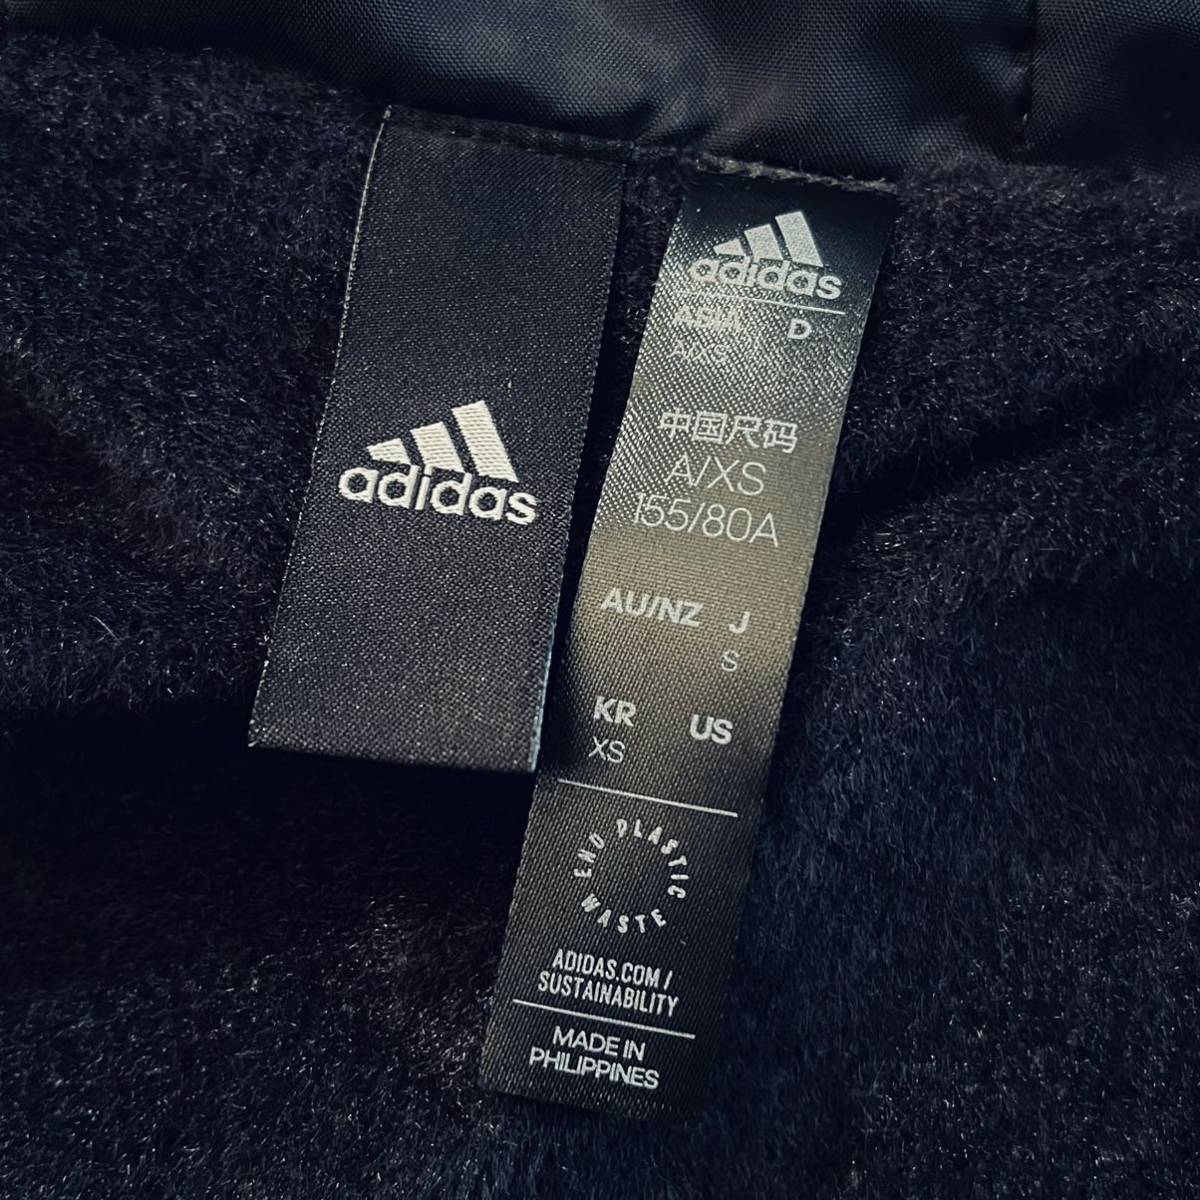 adidas
adidas
ASIA D
A/XS
中国尺码
A/XS
155/80A
AU/NZ J
S
KR US
XS
END PLASTIC WASTE
ADIDAS.COM/
SUSTAINABILITY
MADE IN
PHILIPPINES